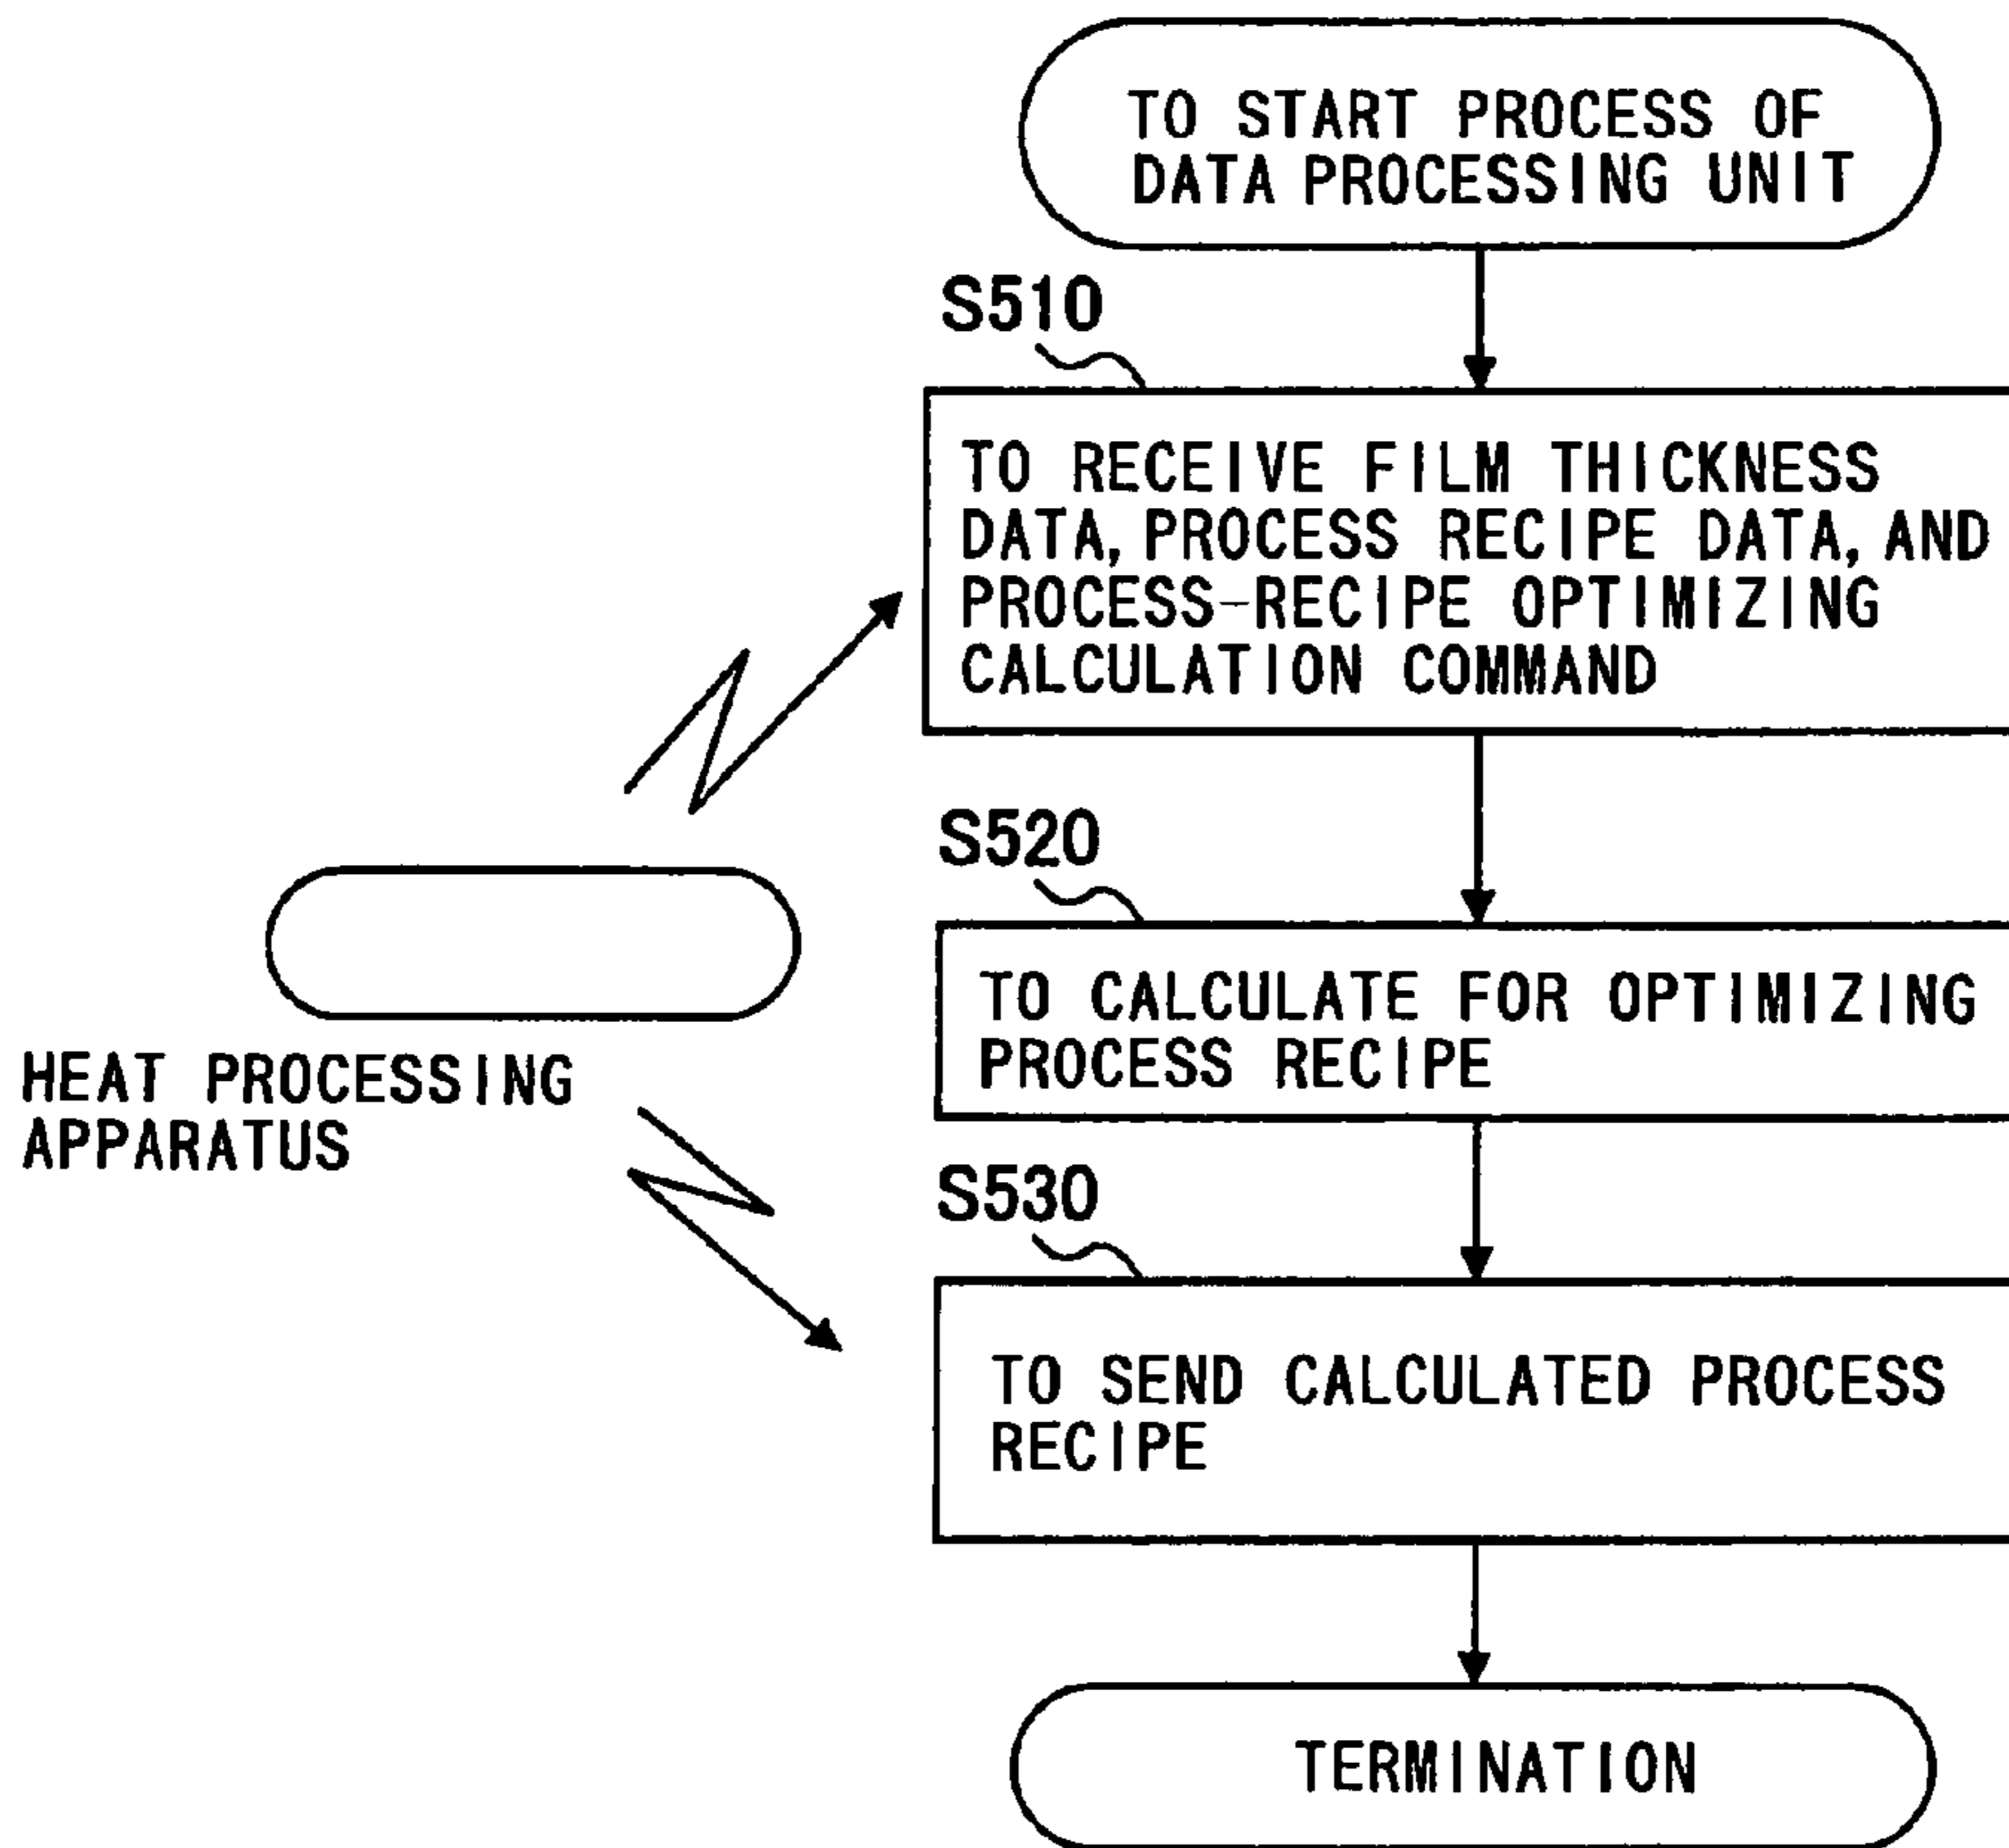 TO START PROCESS OF
DATA PROCESSING UNIT
S510
TO RECEIVE FILM THICKNESS
DATA, PROCESS RECIPE DATA, AND
PROCESS-RECIPE OPTIMIZING
CALCULATION COMMAND
S520
TO CALCULATE FOR OPTIMIZING
PROCESS RECIPE
HEAT PROCESSING
APPARATUS
S530
TO SEND CALCULATED PROCESS
RECIPE
TERMINATION